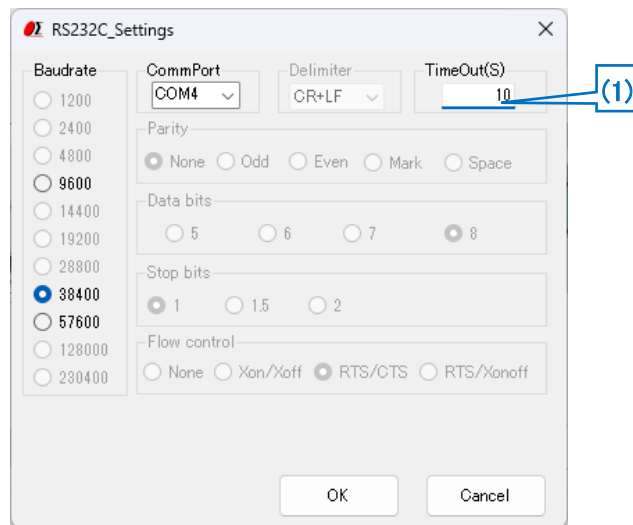 RS232C_Settings
Baudrate
1200
2400
4800
9600
14400
19200
28800
38400
57600
128000
230400
CommPort
COM4
Delimiter
CR+LF
TimeOut(S)
10
(1)
Parity
None Odd Even Mark Space
Data bits
5 6 7 8
Stop bits
1 1.5 2
Flow control
None Xon/Xoff RTS/CTS RTS/Xonoff
OK Cancel